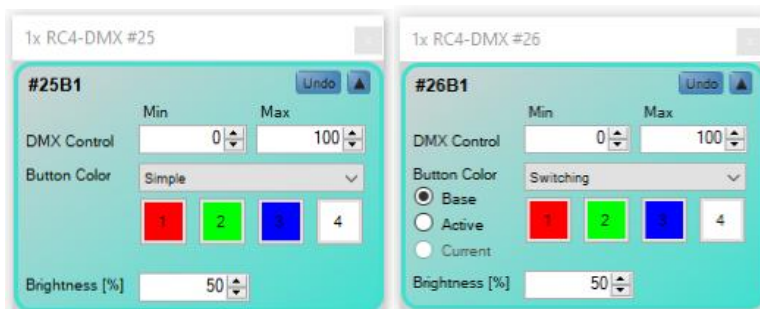 1x RC4-DMX #25
#25B1
Undo
Min Max
DMX Control 0 100
Button Color Simple
1 2 3 4
Brightness [%] 50
1x RC4-DMX #26
#26B1
Undo
Min Max
DMX Control 0 100
Button Color Switching
Base
Active
Current
1 2 3 4
Brightness [%] 50